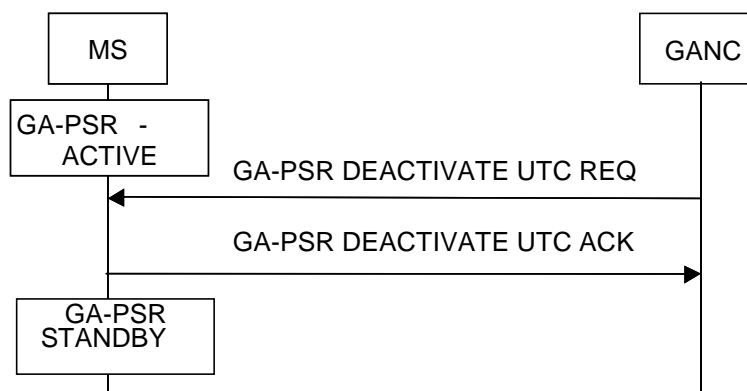 MS
GANC
GA-PSR -
ACTIVE
GA-PSR DEACTIVATE UTC REQ
GA-PSR DEACTIVATE UTC ACK
GA-PSR
STANDBY